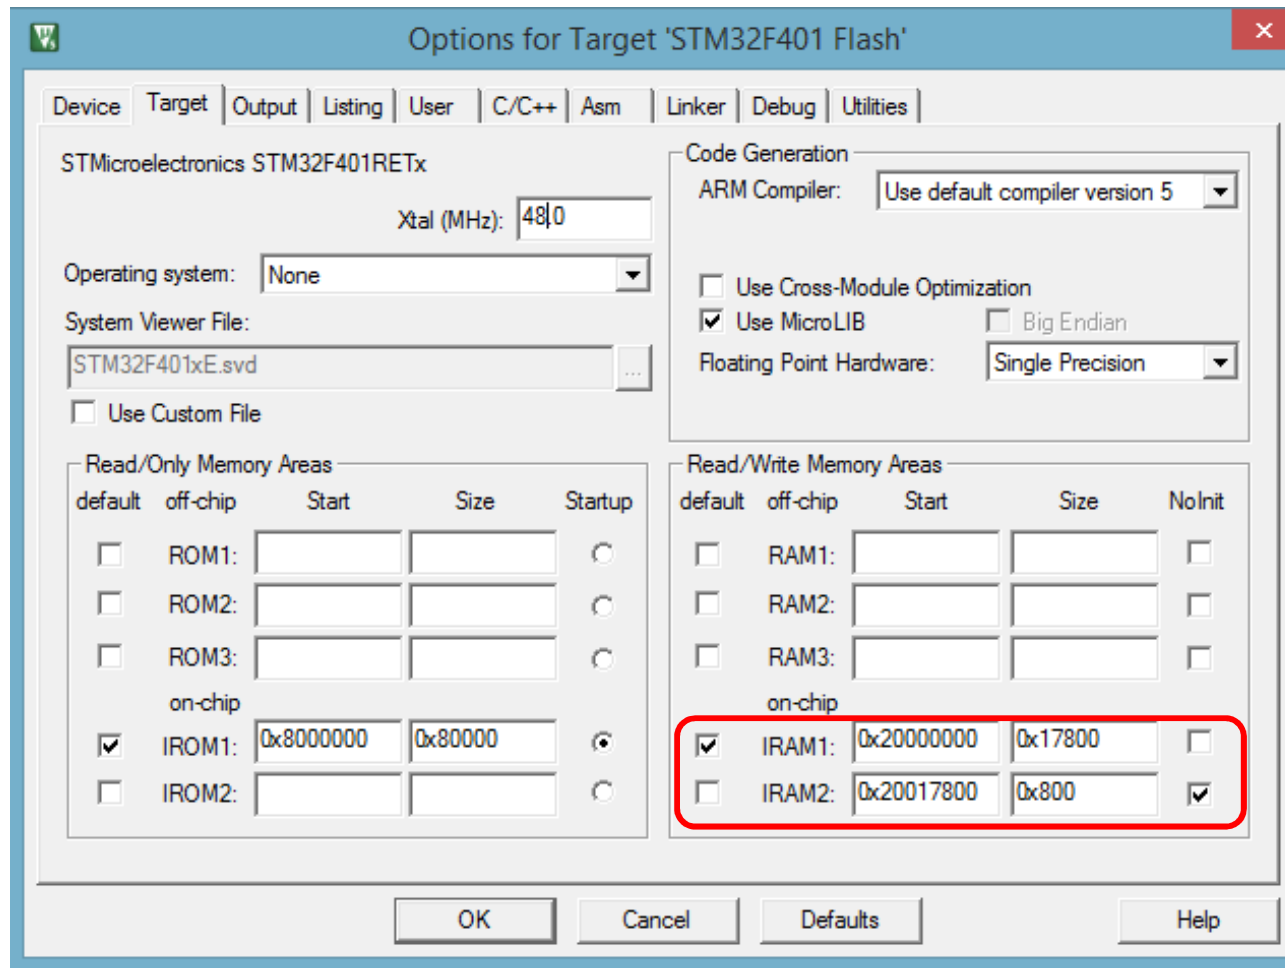 Options for Target 'STM32F401 Flash'
Device Target Output Listing User C/C++ Asm Linker Debug Utilities
STMicroelectronics STM32F401RETx
Xtal (MHz): 48.0
Operating system: None
System Viewer File:
STM32F401xE.svd ...
Use Custom File
Code Generation
ARM Compiler: Use default compiler version 5
Use Cross-Module Optimization
Use MicroLIB Big Endian
Floating Point Hardware: Single Precision
Read/Only Memory Areas
default off-chip Start Size Startup
ROM1:
ROM2:
ROM3:
on-chip
IROM1: 0x8000000 0x80000
IROM2:
Read/Write Memory Areas
default off-chip Start Size NoInit
RAM1:
RAM2:
RAM3:
on-chip
IRAM1: 0x20000000 0x17800
IRAM2: 0x20017800 0x800
OK Cancel Defaults Help